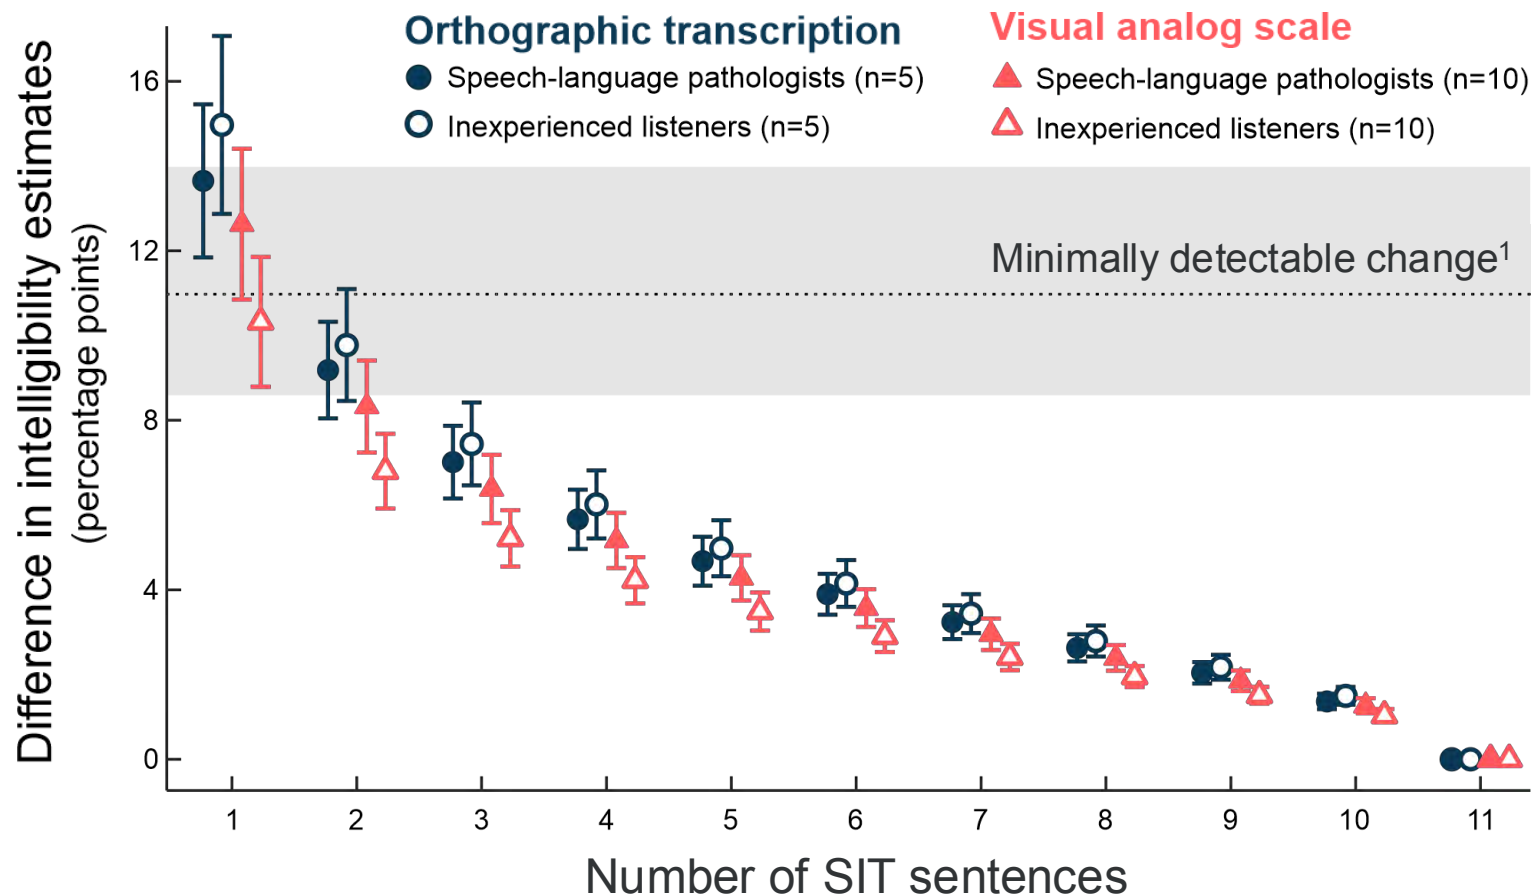 Orthographic transcription
Speech-language pathologists (n=5)
Inexperienced listeners (n=5)
Visual analog scale
Speech-language pathologists (n=10)
Inexperienced listeners (n=10)
Difference in intelligibility estimates
(percentage points)
16
12
8
4
0
Minimally detectable change¹
1 2 3 4 5 6 7 8 9 10 11
Number of SIT sentences